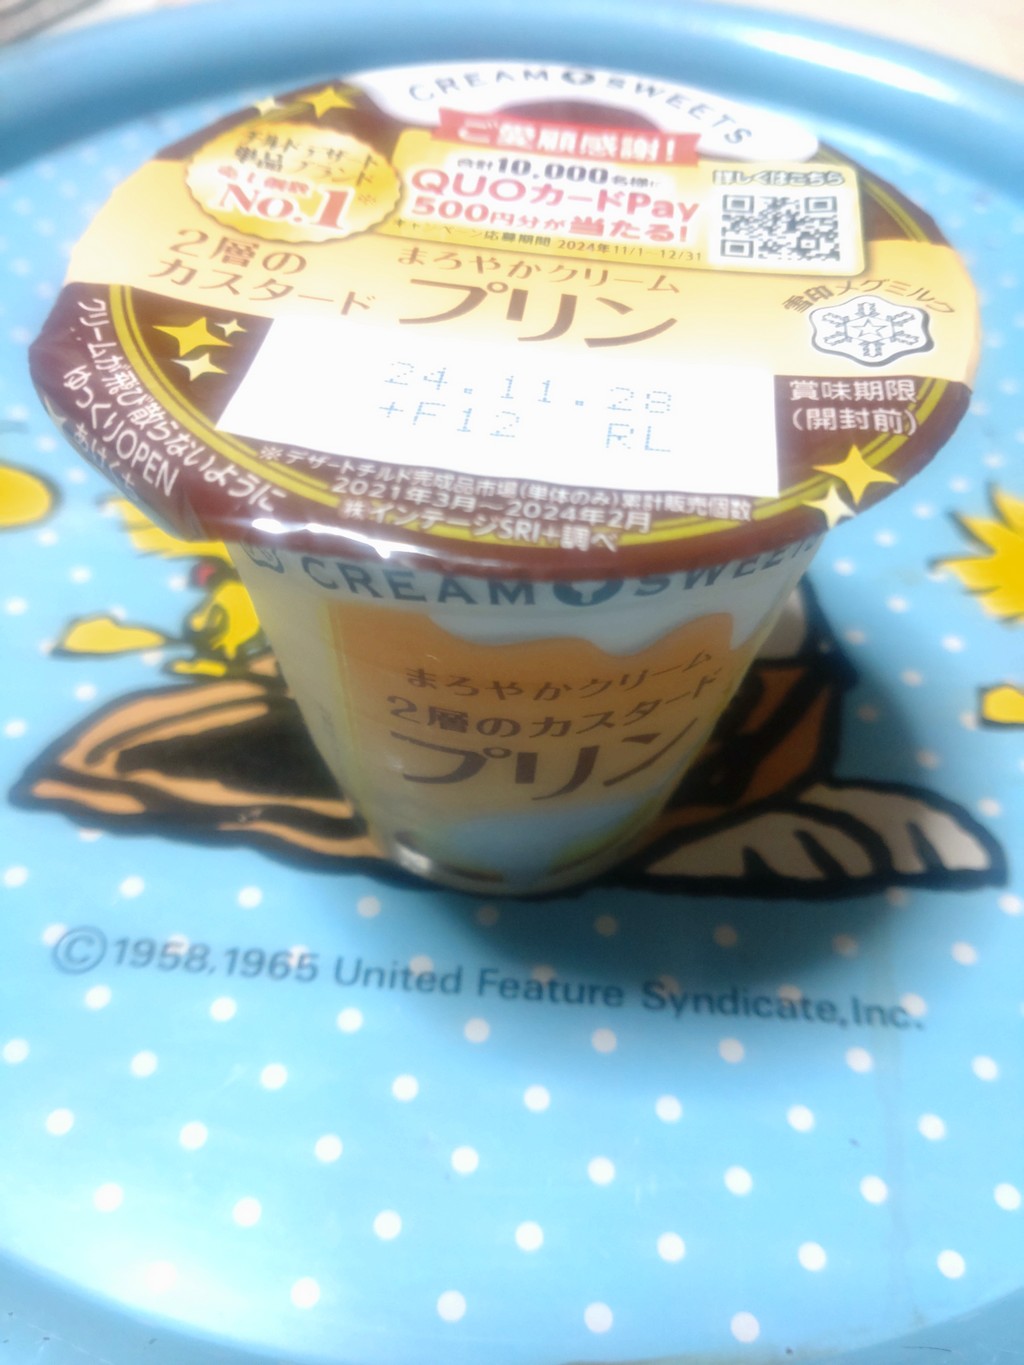 CREAM SWEETS
ご愛顧感謝!
チルドデザート
単品ブランド
売上個数
No.1※
合計10,000名様に
QUOカードPay
500円分が当たる!
キャンペーン応募期間 2024年11/1~12/31
詳しくはこちら
2層の
カスタード
まろやかクリーム
プリン
雪印メグミルク
24.11.28
+F12 RL
賞味期限
(開封前)
クリームが飛び散らないように
ゆっくりOPEN
※デザートチルド完成品市場(単体のみ)累計販売個数
2021年3月~2024年2月
㈱インテージSRI+調べ
CREAM SWEETS
まろやかクリーム
2層のカスタード
プリン
©1958,1965 United Feature Syndicate,Inc.